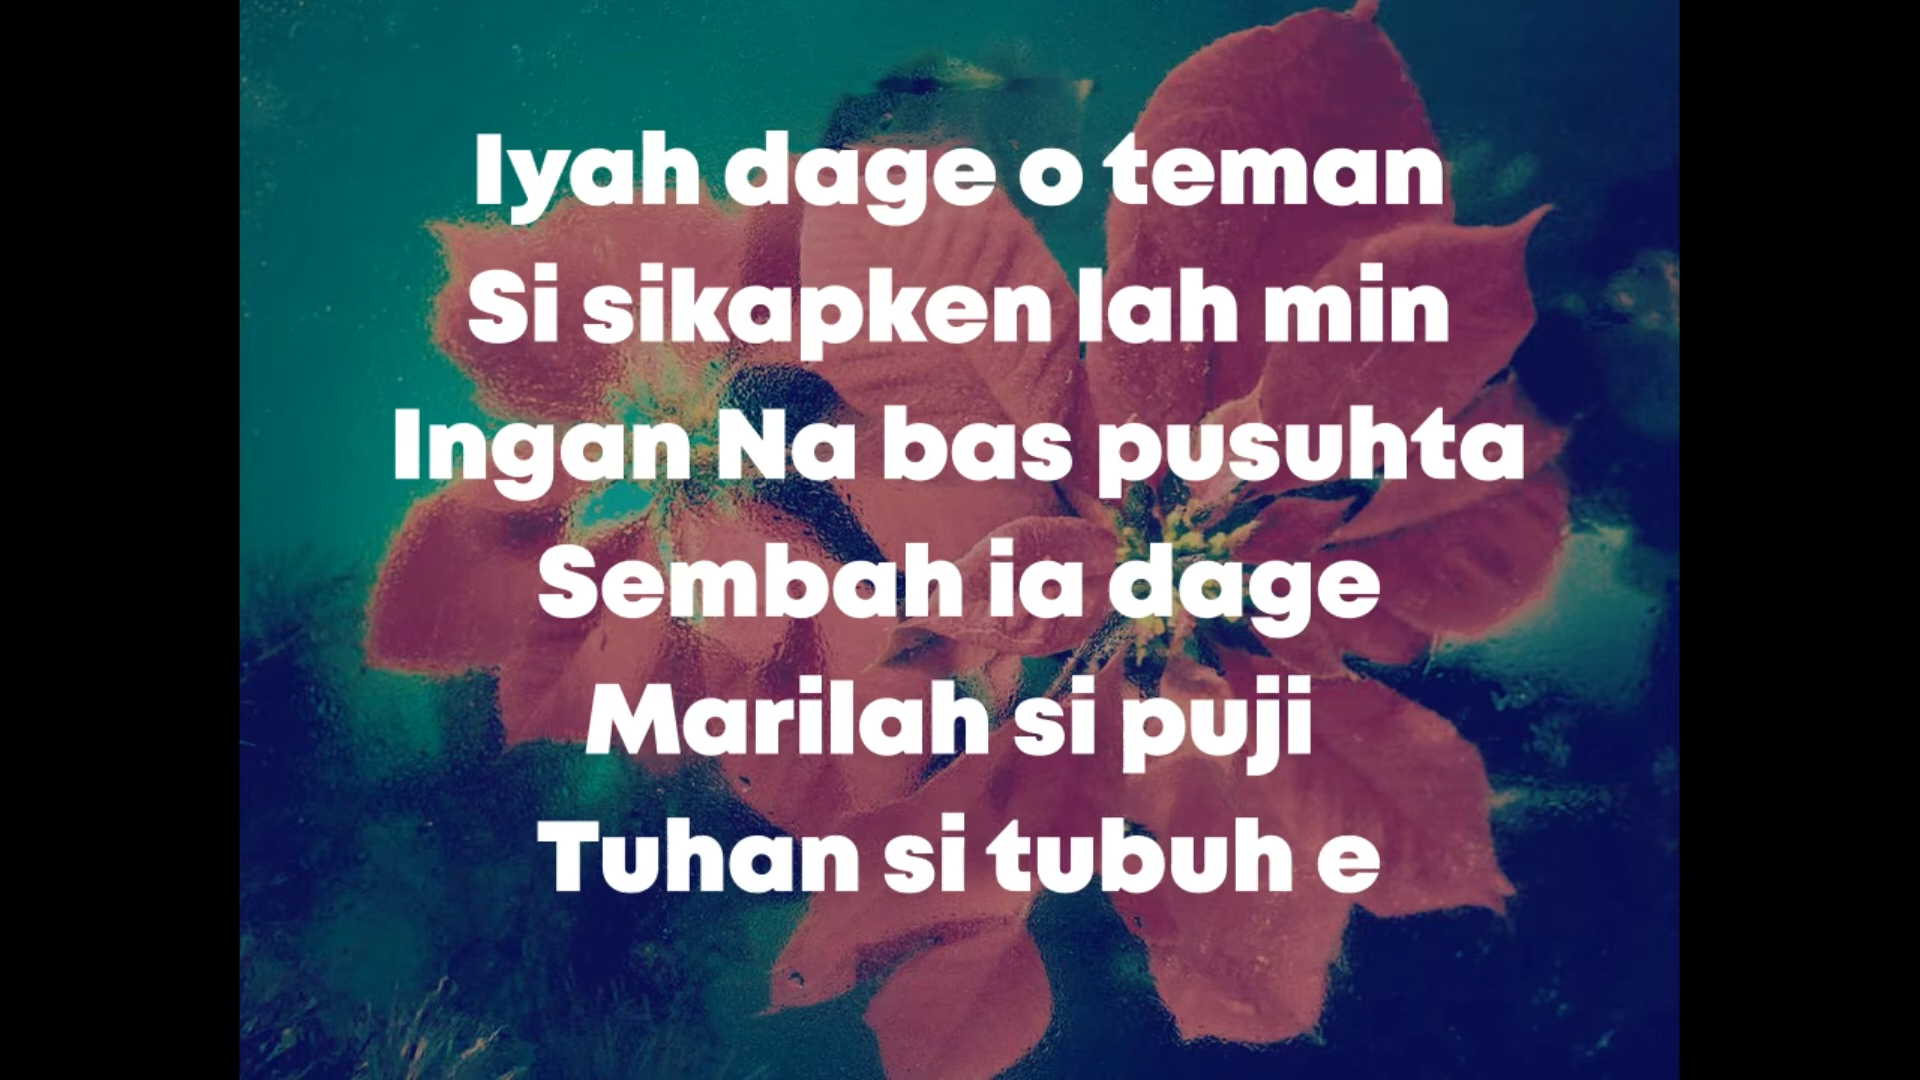 Iyah dage o teman
Si sikapken lah min
Ingan Na bas pusuhta
Sembah ia dage
Marilah si puji
Tuhan si tubuh e